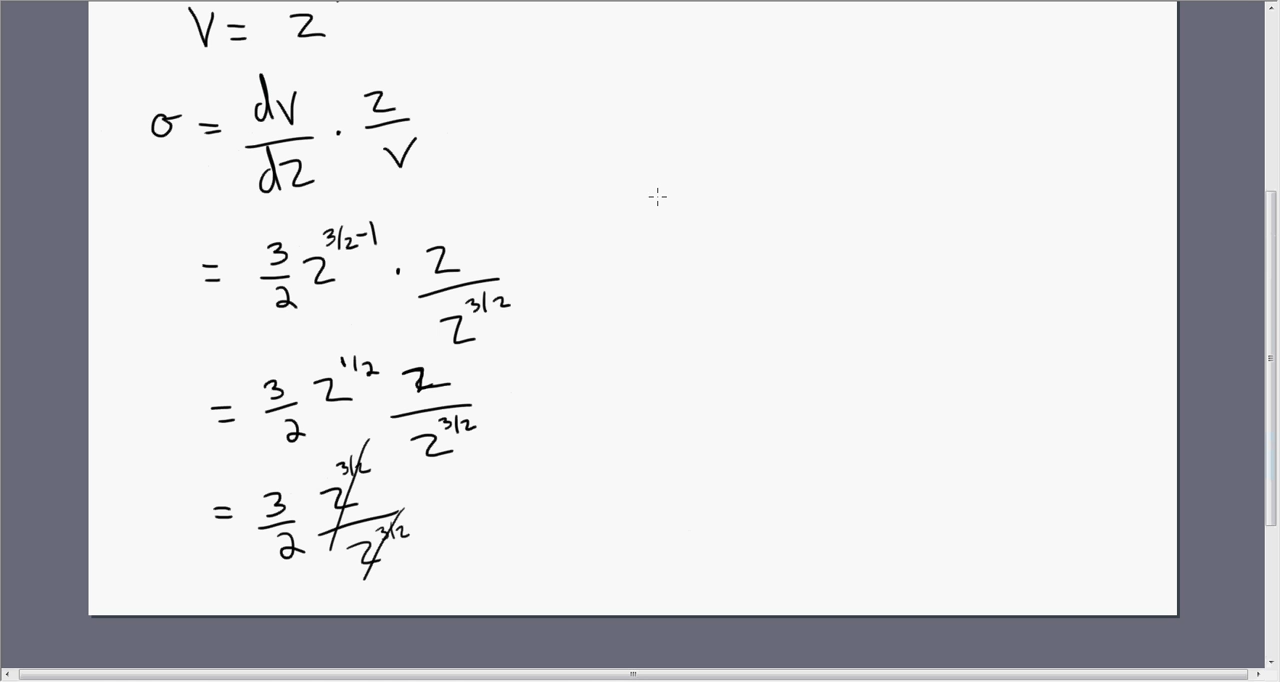 V = z
σ = dv/dz · z/v
= 3/2 z^(3/2-1) · z/z^(3/2)
= 3/2 z^(1/2) z/z^(3/2)
= 3/2 z^(3/2)/z^(3/2)